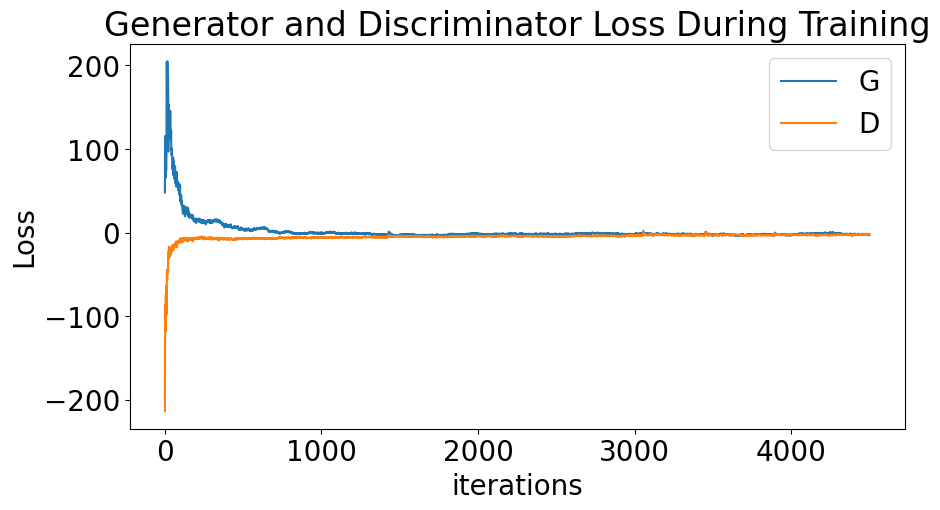 Generator and Discriminator Loss During Training
G
D
200
100
0
−100
−200
Loss
0 1000 2000 3000 4000
iterations